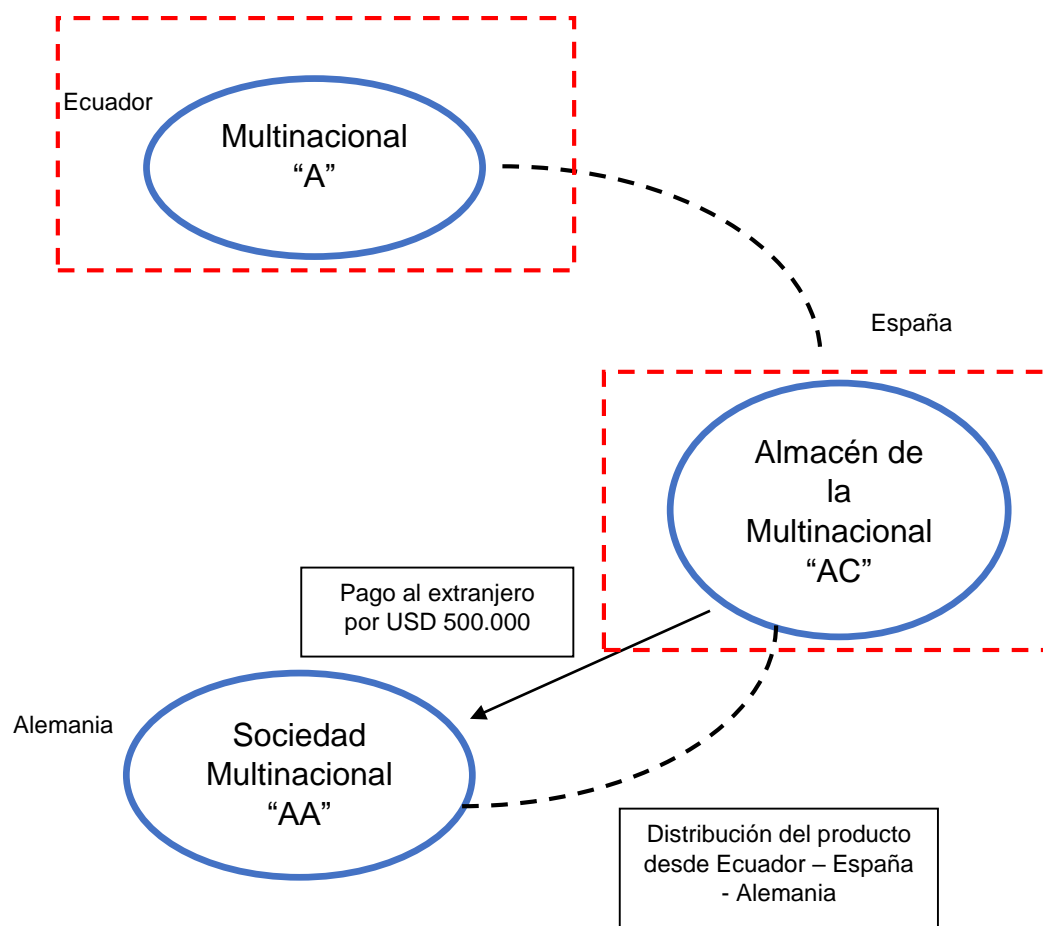 Ecuador
Multinacional
“A”
España
Almacén de
la
Multinacional
“AC”
Pago al extranjero
por USD 500.000
Alemania
Sociedad
Multinacional
“AA”
Distribución del producto
desde Ecuador – España
- Alemania